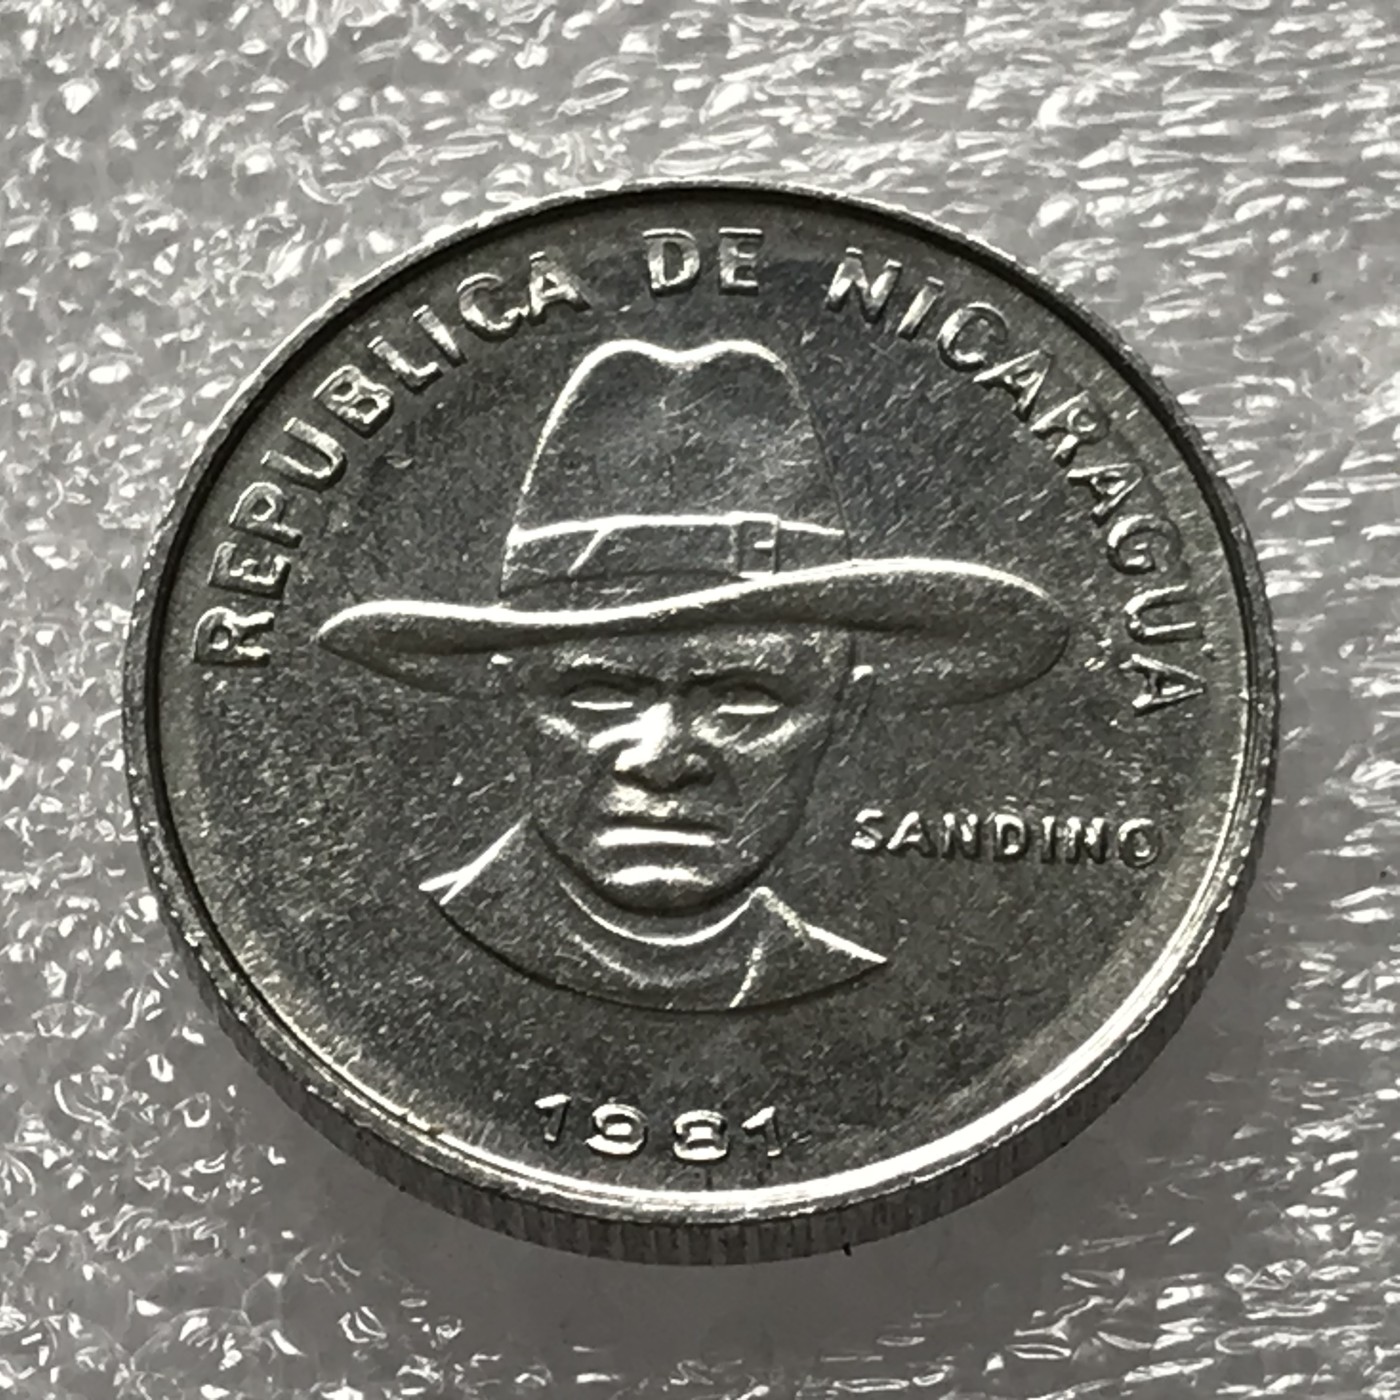 REPUBLICA DE NICARAGUA
SANDINO
1981